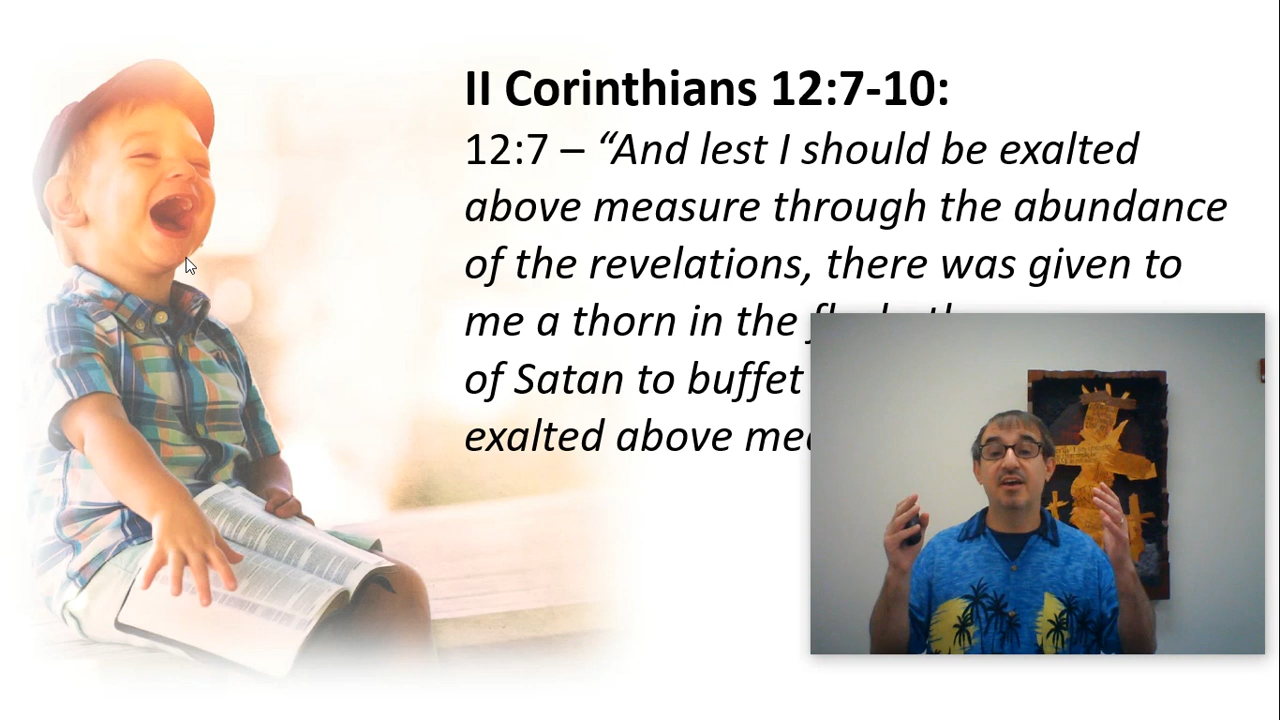 II Corinthians 12:7-10:
12:7 – “And lest I should be exalted
above measure through the abundance
of the revelations, there was given to
me a thorn in the
of Satan to buffet
exalted above